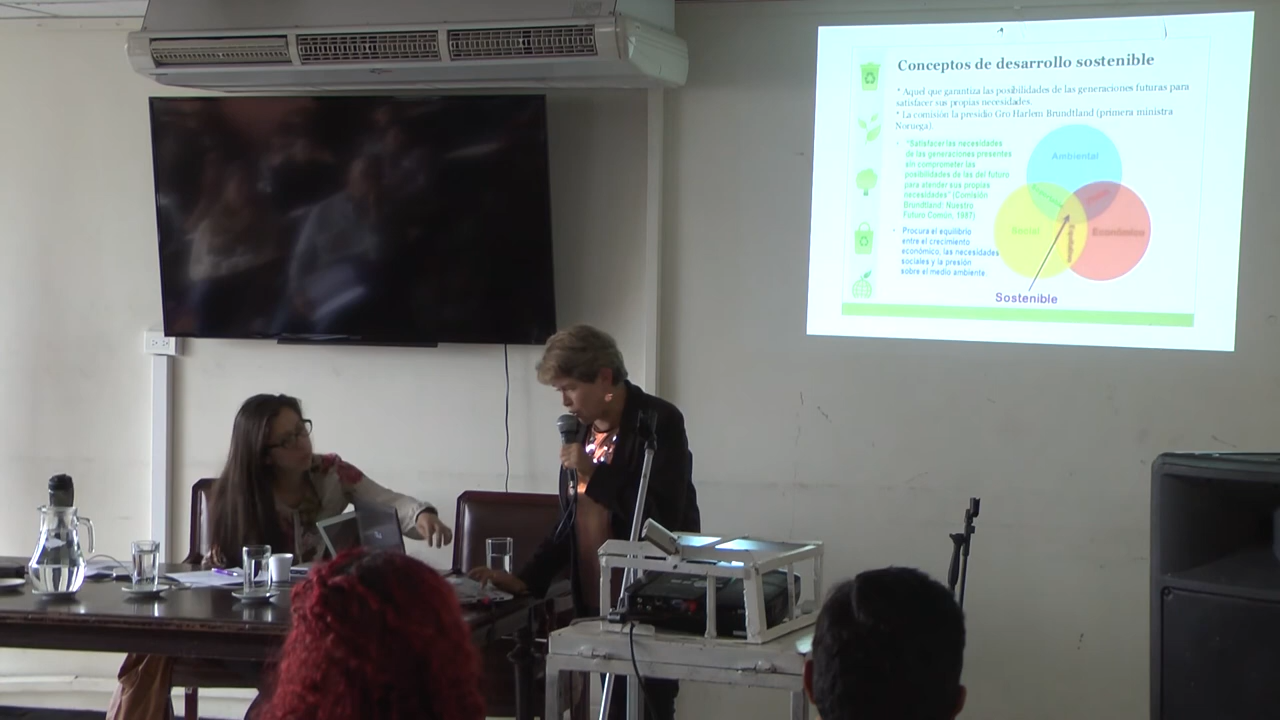 Conceptos de desarrollo sostenible
* Aquel que garantiza las posibilidades de las generaciones futuras para
satisfacer sus propias necesidades.
* La comisión la presidio Gro Harlem Brundtland (primera ministra
Noruega).
"Satisfacer las necesidades
de las generaciones presentes
sin comprometer las
posibilidades de las del futuro
para atender sus propias
necesidades" (Comisión
Brundtland: Nuestro
Futuro Común, 1987)
Procura el equilibrio
entre el crecimiento
económico, las necesidades
sociales y la presión
sobre el medio ambiente
Ambiental
Social
Económico
Sostenible